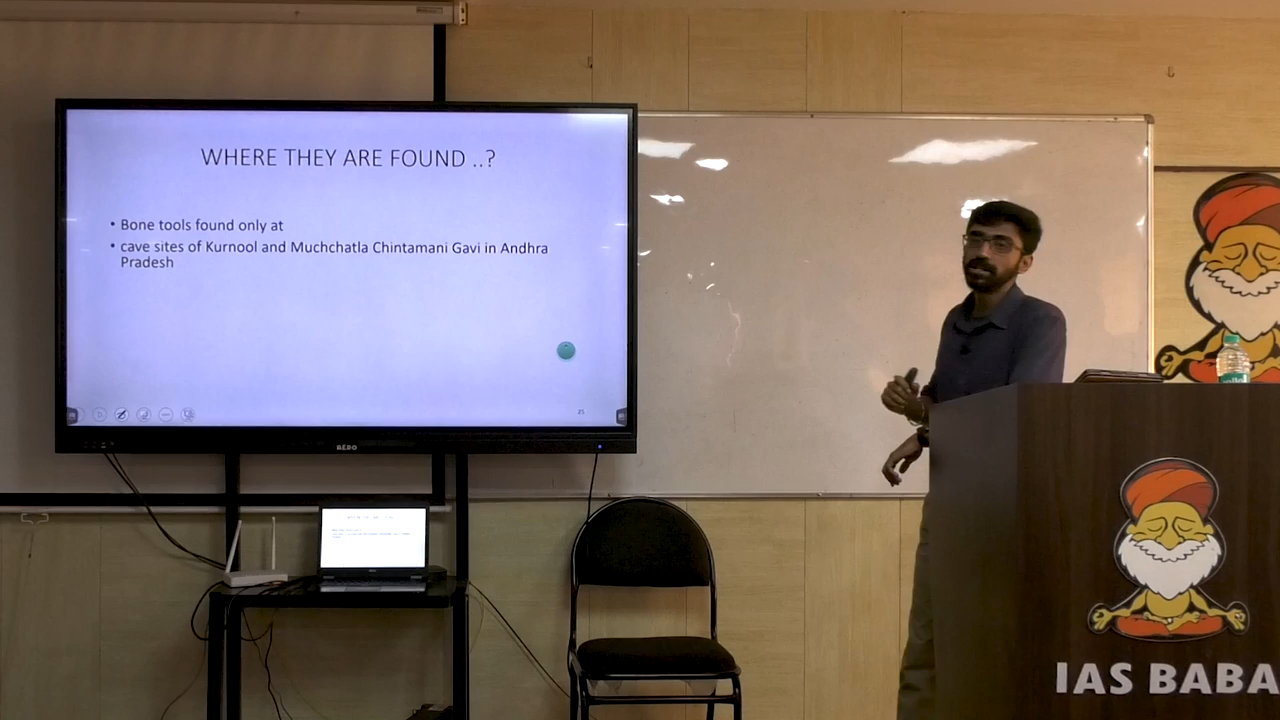 WHERE THEY ARE FOUND ..?
• Bone tools found only at
• cave sites of Kurnool and Muchchatla Chintamani Gavi in Andhra
Pradesh
21
IAS BABA